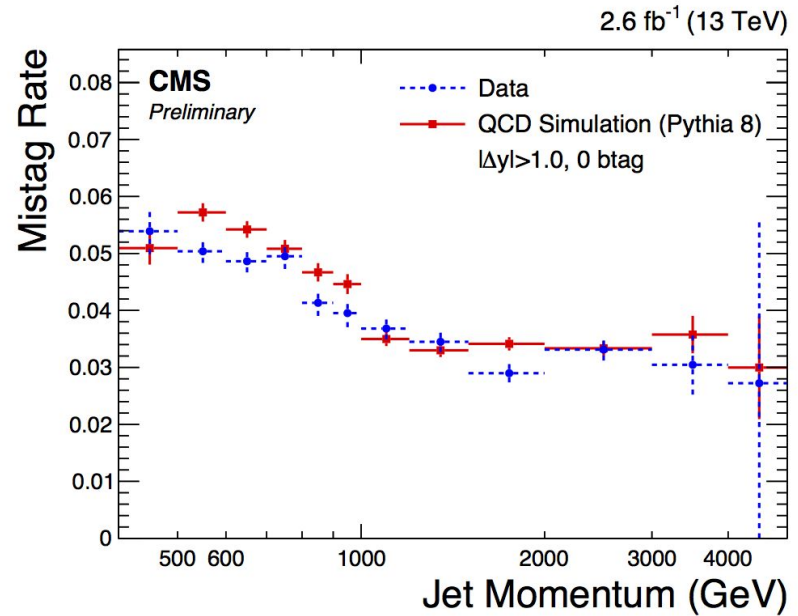 2.6 fb⁻¹ (13 TeV)
Mistag Rate
CMS
Preliminary
Data
QCD Simulation (Pythia 8)
|Δy|>1.0, 0 btag
0.08
0.07
0.06
0.05
0.04
0.03
0.02
0.01
0
500 600 1000 2000 3000 4000
Jet Momentum (GeV)